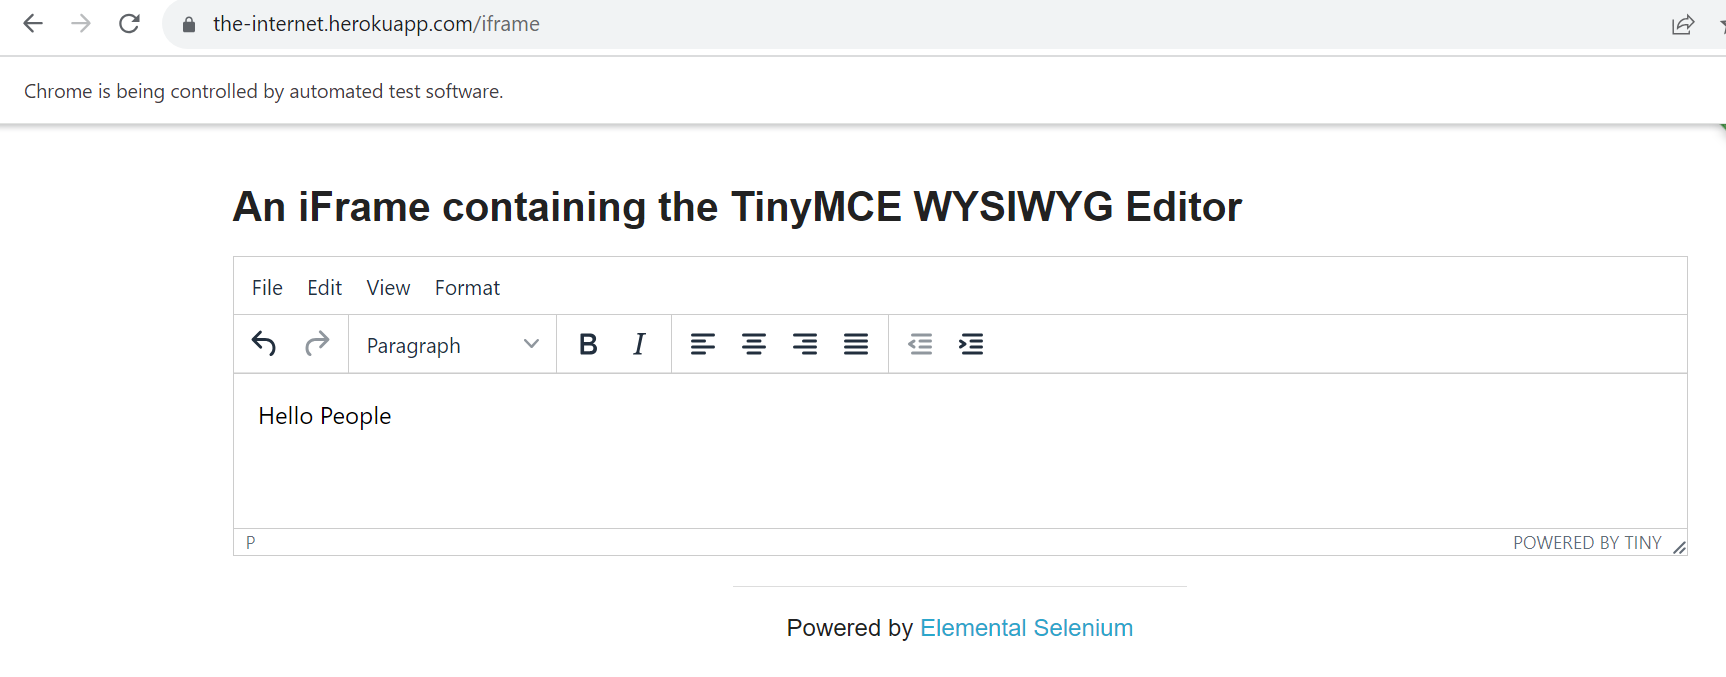 the-internet.herokuapp.com/iframe
Chrome is being controlled by automated test software.
An iFrame containing the TinyMCE WYSIWYG Editor
File Edit View Format
Paragraph B I
Hello People
P POWERED BY TINY
Powered by Elemental Selenium